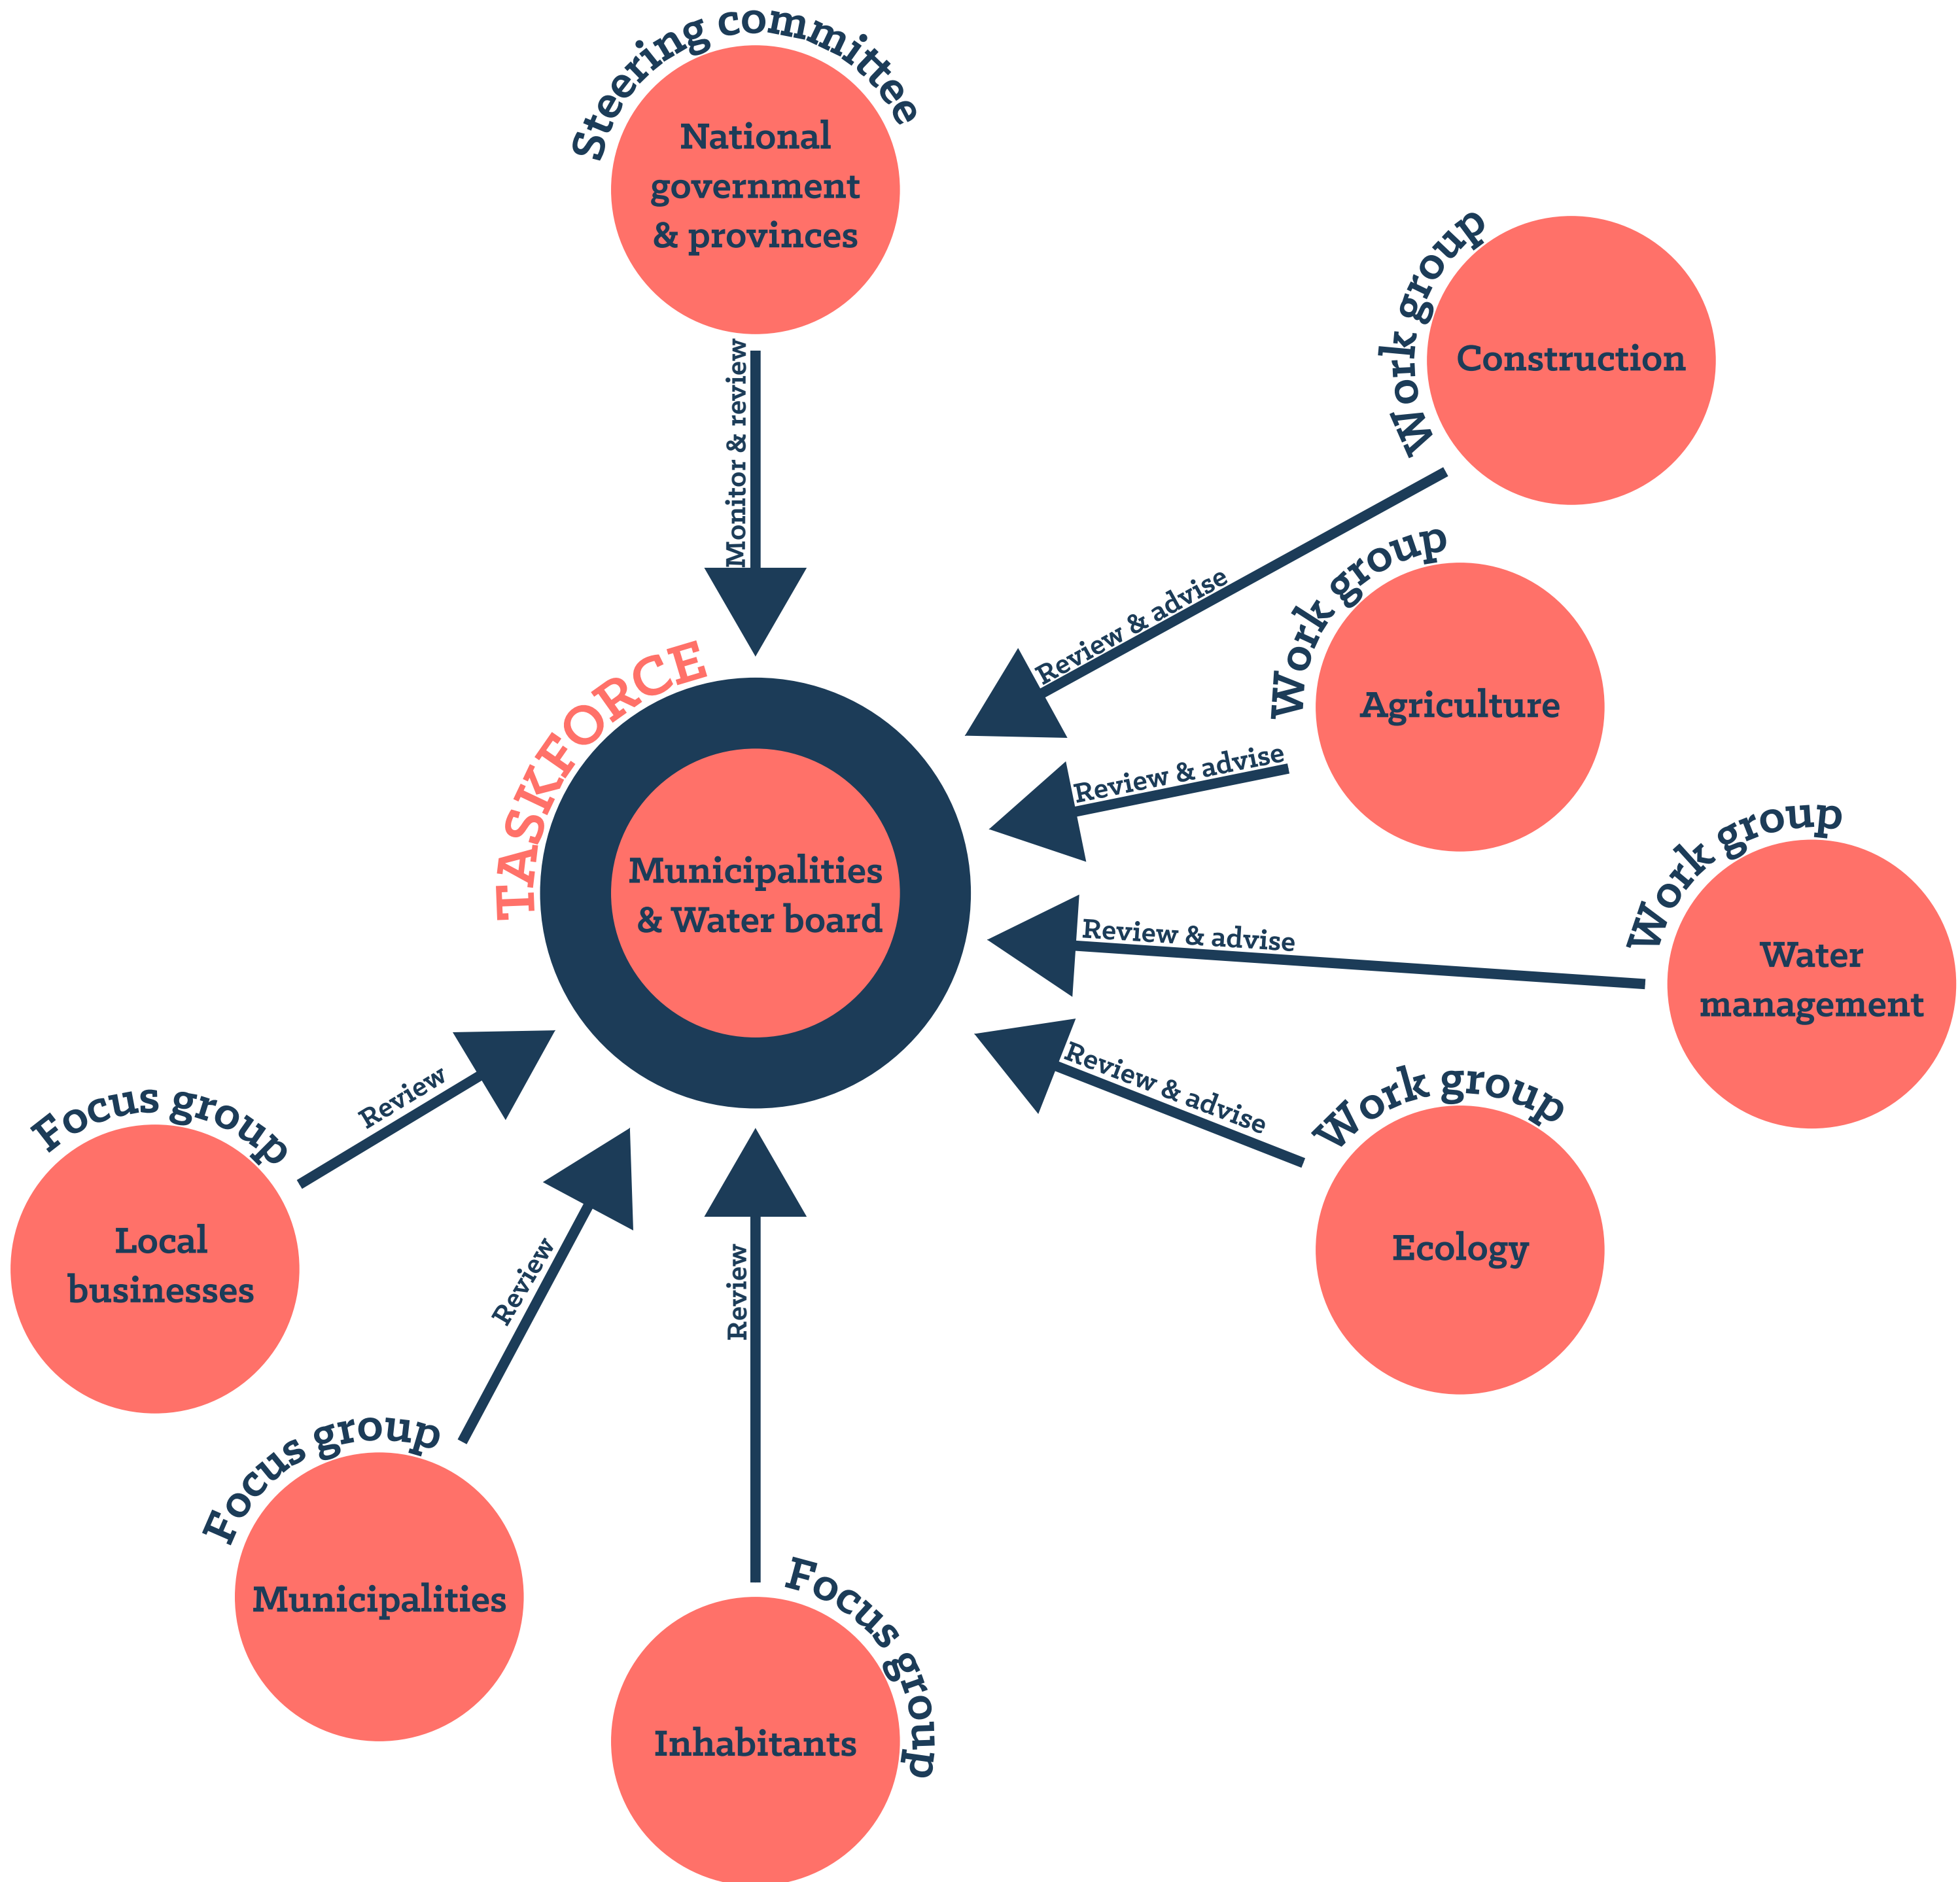 Steering committee
National
government
& provinces
Monitor & review
Work group
Construction
Review & advise
Work group
Agriculture
Review & advise
TASKFORCE
Municipalities
& Water board
Work group
Water
management
Review & advise
Work group
Ecology
Review & advise
Focus group
Local
businesses
Review
Focus group
Municipalities
Review
Focus group
Inhabitants
Review